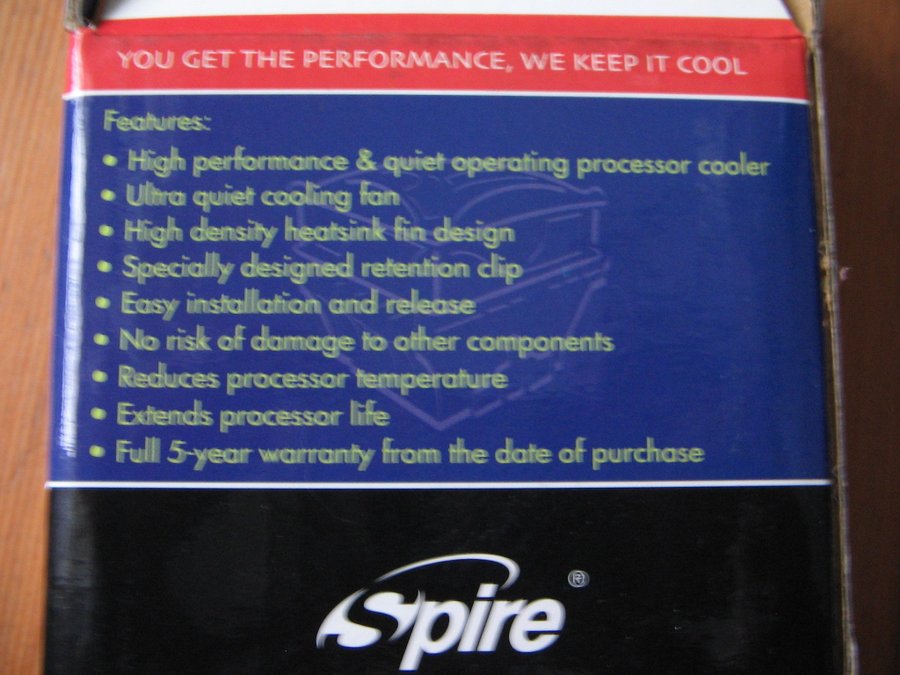 YOU GET THE PERFORMANCE, WE KEEP IT COOL
Features:
• High performance & quiet operating processor cooler
• Ultra quiet cooling fan
• High density heatsink fin design
• Specially designed retention clip
• Easy installation and release
• No risk of damage to other components
• Reduces processor temperature
• Extends processor life
• Full 5-year warranty from the date of purchase
Spire ®